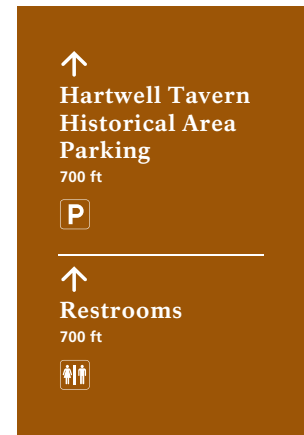 Hartwell Tavern
Historical Area
Parking
700 ft
P
Restrooms
700 ft